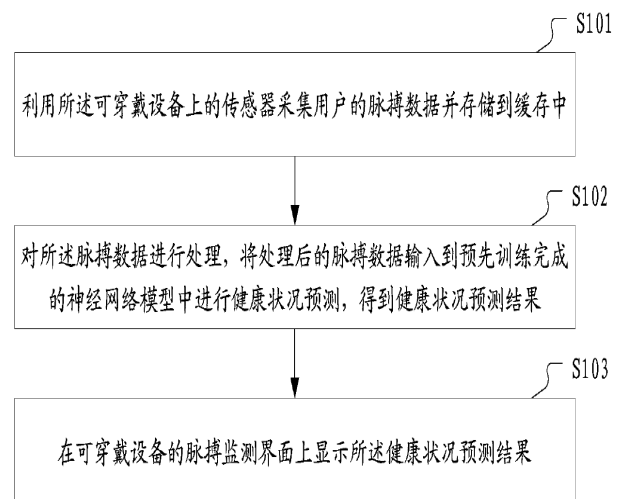 S101
利用所述可穿戴设备上的传感器采集用户的脉搏数据并存储到缓存中
S102
对所述脉搏数据进行处理，将处理后的脉搏数据输入到预先训练完成
的神经网络模型中进行健康状况预测，得到健康状况预测结果
S103
在可穿戴设备的脉搏监测界面上显示所述健康状况预测结果